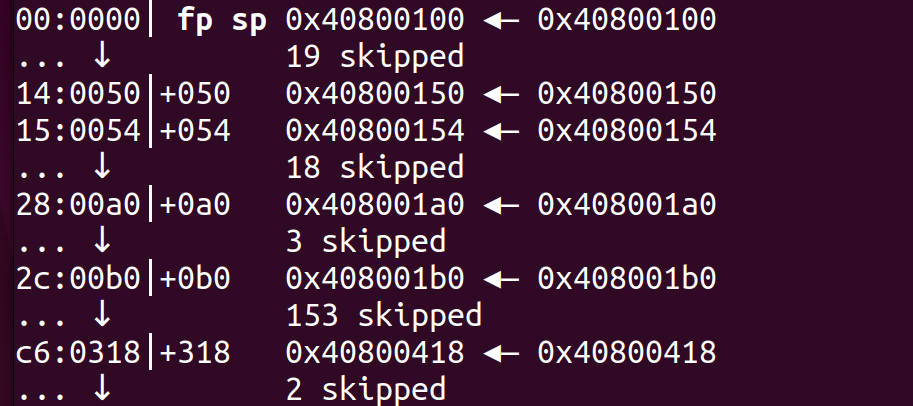 00:0000│ fp sp 0x40800100 ◂— 0x40800100
... ↓         19 skipped
14:0050│+050   0x40800150 ◂— 0x40800150
15:0054│+054   0x40800154 ◂— 0x40800154
... ↓         18 skipped
28:00a0│+0a0   0x408001a0 ◂— 0x408001a0
... ↓         3 skipped
2c:00b0│+0b0   0x408001b0 ◂— 0x408001b0
... ↓         153 skipped
c6:0318│+318   0x40800418 ◂— 0x40800418
... ↓         2 skipped